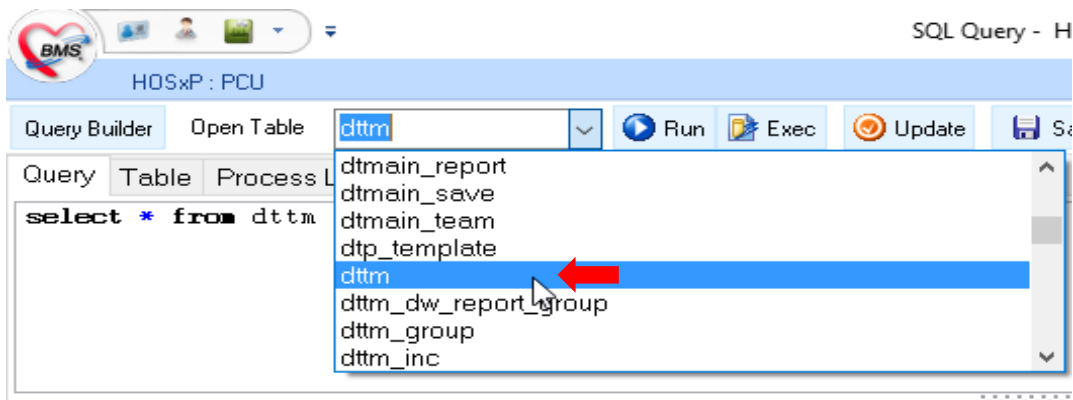 SQL Query - H
BMS
HOSxP : PCU
Query Builder Open Table dttm Run Exec Update Sa
Query Table Process L
dtmain_report
dtmain_save
dtmain_team
dtp_template
dttm
dttm_dw_report_group
dttm_group
dttm_inc
select * from dttm